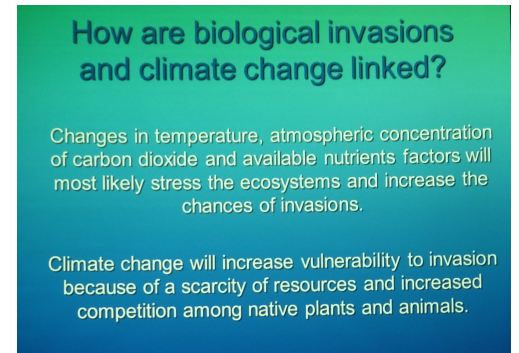 How are biological invasions
and climate change linked?
Changes in temperature, atmospheric concentration
of carbon dioxide and available nutrients factors will
most likely stress the ecosystems and increase the
chances of invasions.
Climate change will increase vulnerability to invasion
because of a scarcity of resources and increased
competition among native plants and animals.